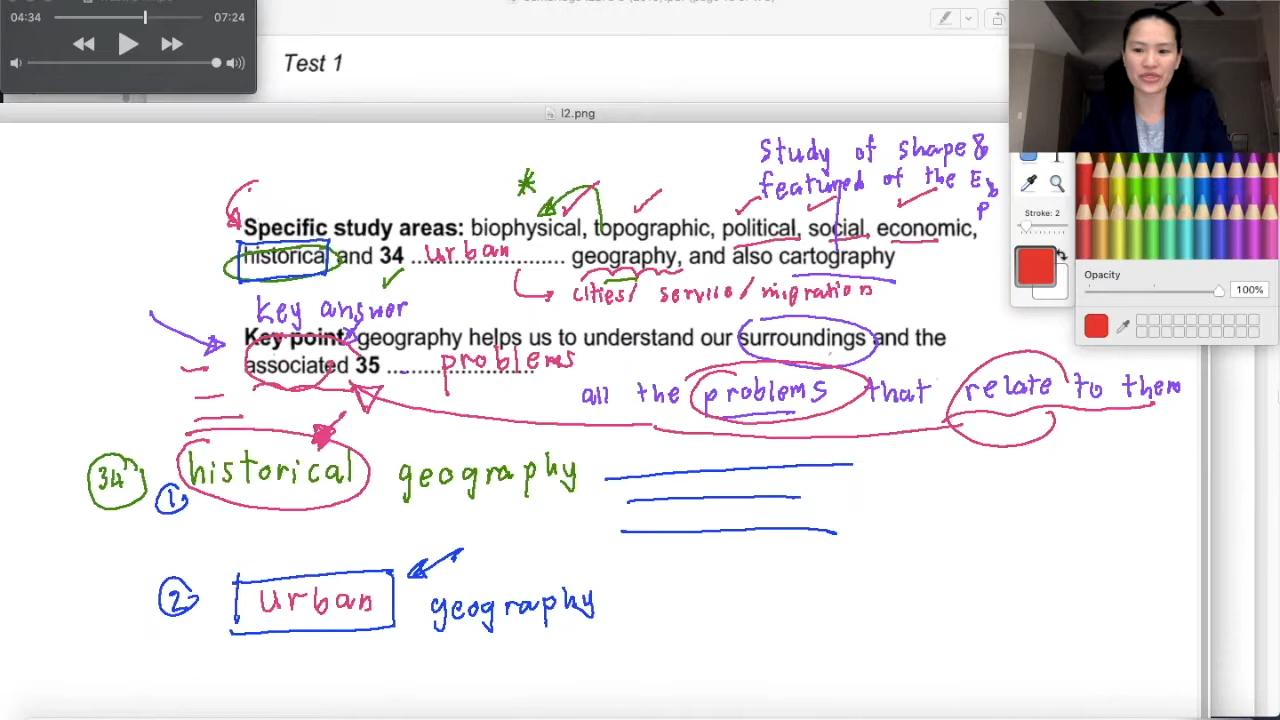 04:34 07:24
Test 1
l2.png
Study of shape &
features of the E
Specific study areas: biophysical, topographic, political, social, economic,
historical and 34 .... urban .... geography, and also cartography
cities/ service/ migration
key answer
Key point: geography helps us to understand our surroundings and the
associated 35 .... problems
all the problems that relate to them
34 historical geography
1
2 urban geography
Stroke: 2
Opacity
100%